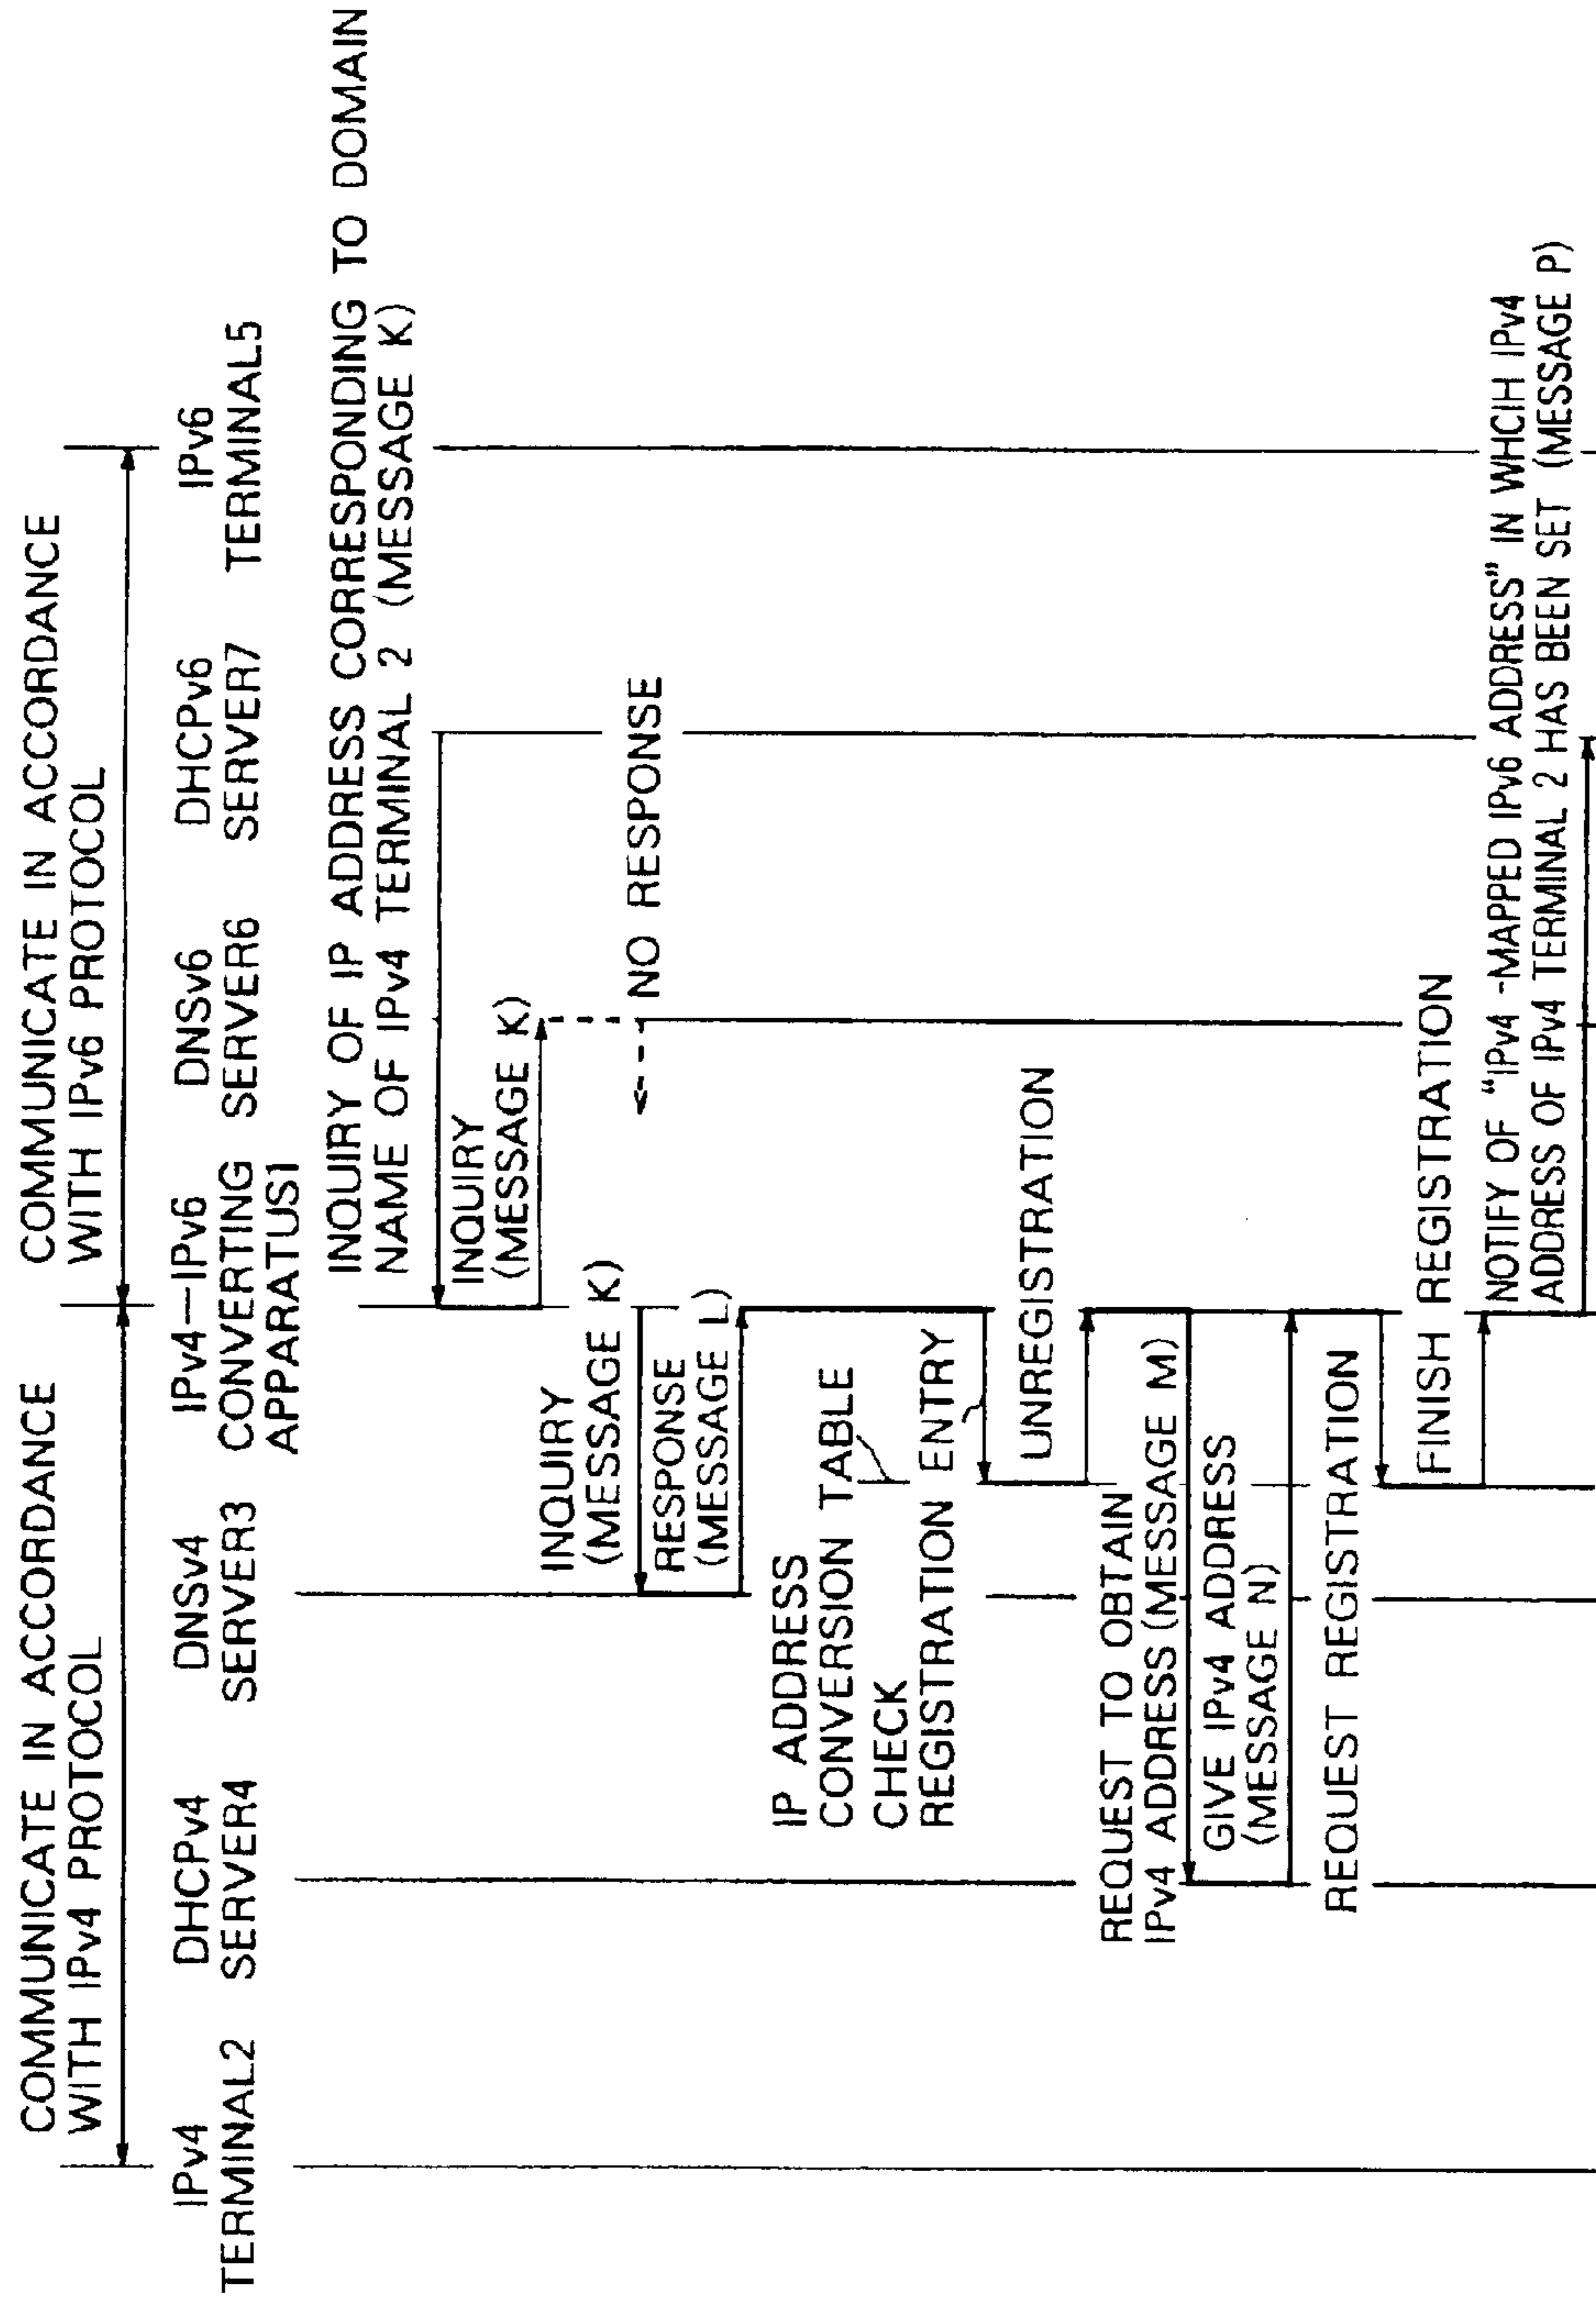 COMMUNICATE IN ACCORDANCE
WITH IPv4 PROTOCOL
COMMUNICATE IN ACCORDANCE
WITH IPv6 PROTOCOL
IPv4
TERMINAL2
DHCPv4
SERVER4
DNSv4
SERVER3
IPv4—IPv6
CONVERTING
APPARATUS1
DNSv6
SERVER6
DHCPv6
SERVER7
IPv6
TERMINAL5
INQUIRY OF IP ADDRESS CORRESPONDING TO DOMAIN
NAME OF IPv4 TERMINAL 2 (MESSAGE K)
INQUIRY
(MESSAGE K)
INQUIRY
(MESSAGE K)
NO RESPONSE
RESPONSE
(MESSAGE L)
IP ADDRESS
CONVERSION TABLE
CHECK
REGISTRATION ENTRY
UNREGISTRATION
REQUEST TO OBTAIN
IPv4 ADDRESS (MESSAGE M)
GIVE IPv4 ADDRESS
(MESSAGE N)
REQUEST REGISTRATION
FINISH REGISTRATION
NOTIFY OF “IPv4 -MAPPED IPv6 ADDRESS” IN WHCIH IPv4
ADDRESS OF IPv4 TERMINAL 2 HAS BEEN SET (MESSAGE P)